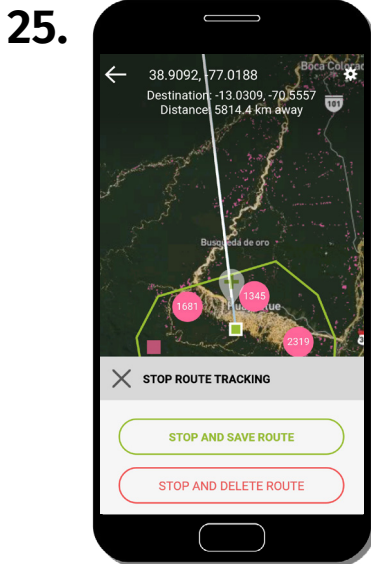 25.
Boca Colorad
38.9092, -77.0188
Destination: -13.0309, -70.5557
Distance: 5814.4 km away
101
Busqueda de oro
1345
1681
2319
STOP ROUTE TRACKING
STOP AND SAVE ROUTE
STOP AND DELETE ROUTE